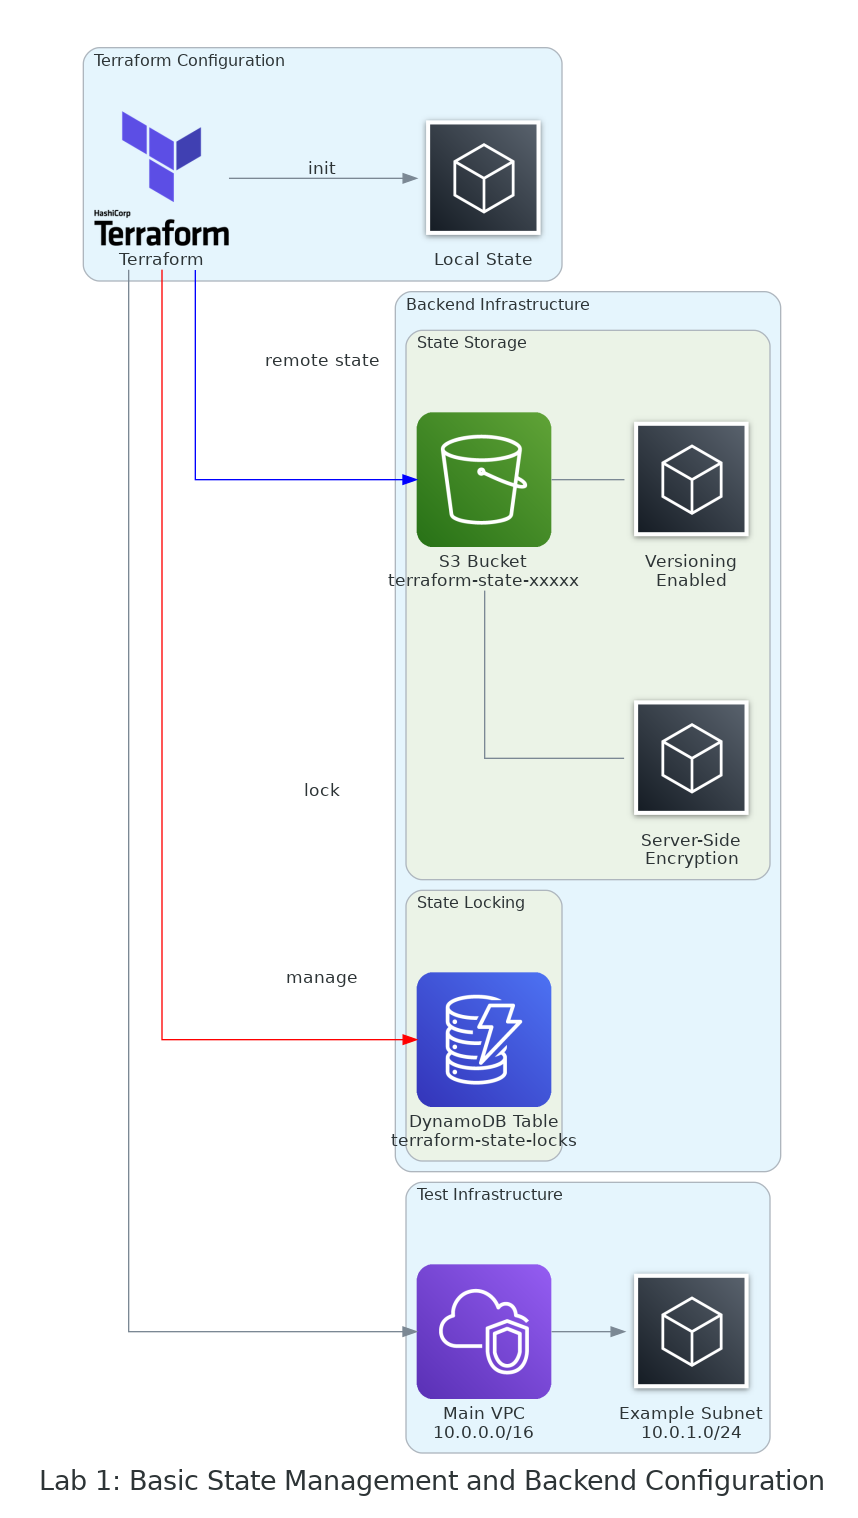 Terraform Configuration
init
HashiCorp
Terraform
Terraform
Local State
Backend Infrastructure
State Storage
remote state
S3 Bucket
terraform-state-xxxxx
Versioning
Enabled
lock
Server-Side
Encryption
State Locking
manage
DynamoDB Table
terraform-state-locks
Test Infrastructure
Main VPC
10.0.0.0/16
Example Subnet
10.0.1.0/24
Lab 1: Basic State Management and Backend Configuration